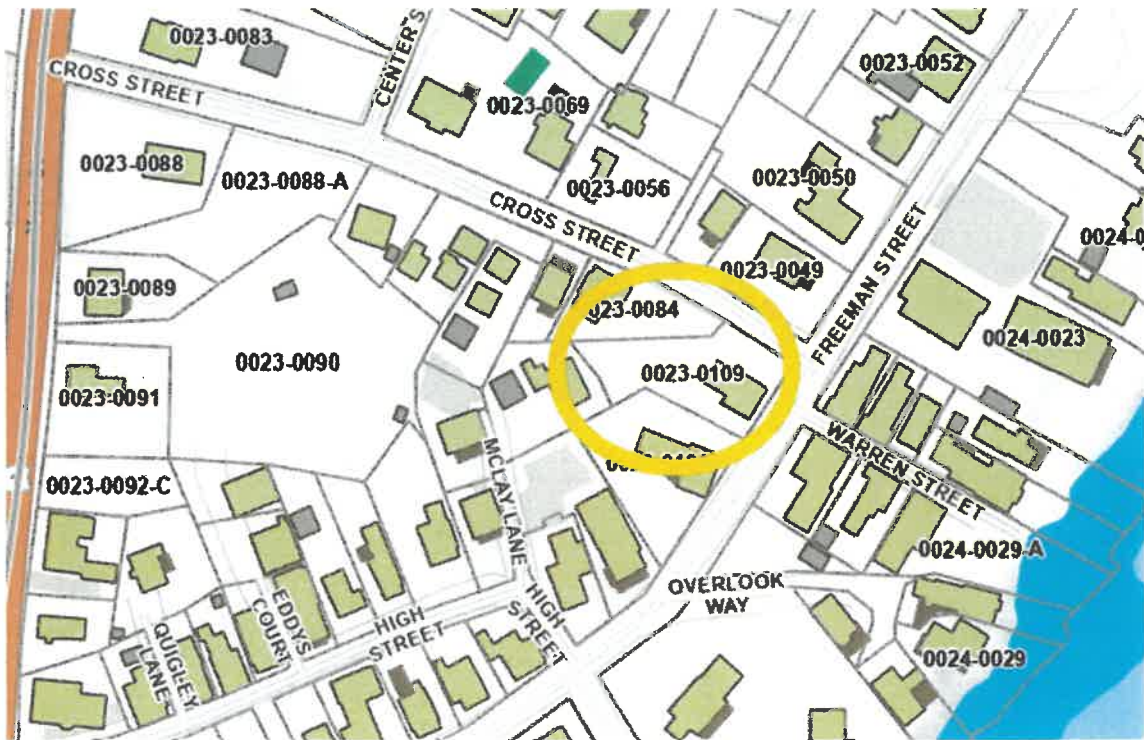 0023-0083
CENTER S
0023-0052
CROSS STREET
0023-0069
0023-0088
0023-0088-A
0023-0056
0023-0050
CROSS STREET
FREEMAN STREET
0024-0
0023-0089
0023-0049
023-0084
0024-0023
0023-0090
0023-0109
0023-0091
WARREN STREET
MCLAY LANE
0023-0092-C
0024-0029-A
OVERLOOK
WAY
HIGH
STREET
EDDYS
COURT
HIGH
STREET
QUIGLEY
LANE
0024-0029